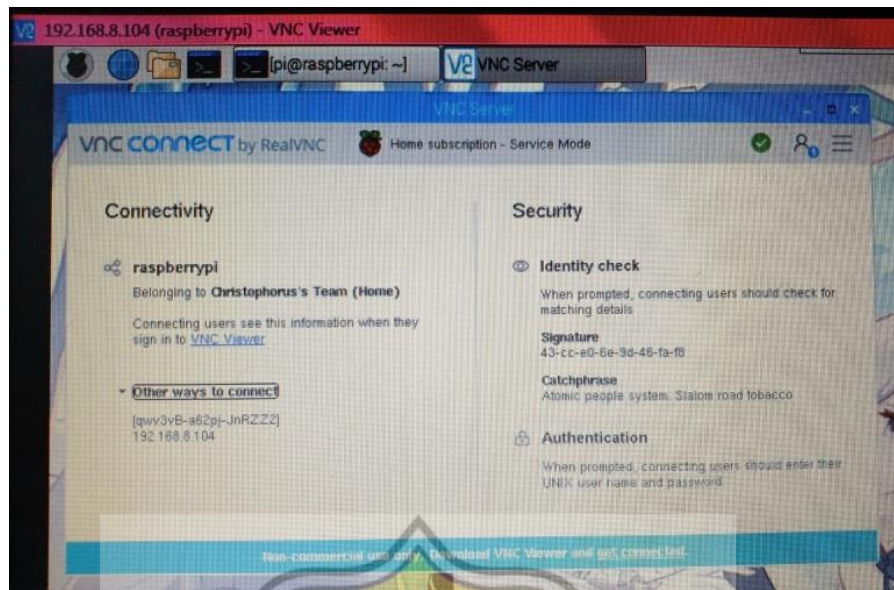 192.168.8.104 (raspberrypi) - VNC Viewer
[pi@raspberrypi: ~]
VNC Server
VNC Server
VNC CONNECT by RealVNC
Home subscription - Service Mode
Connectivity
raspberrypi
Belonging to Christophorus's Team (Home)
Connecting users see this information when they
sign in to VNC Viewer
Other ways to connect
[qwv3vB-a62pj-JnRZZ2]
192.168.8.104
Security
Identity check
When prompted, connecting users should check for
matching details
Signature
43-cc-e0-6e-9d-46-fa-f8
Catchphrase
Atomic people system. Slalom road tobacco
Authentication
When prompted, connecting users should enter their
UNIX user name and password
Non-commercial use only. Download VNC Viewer and get connected.